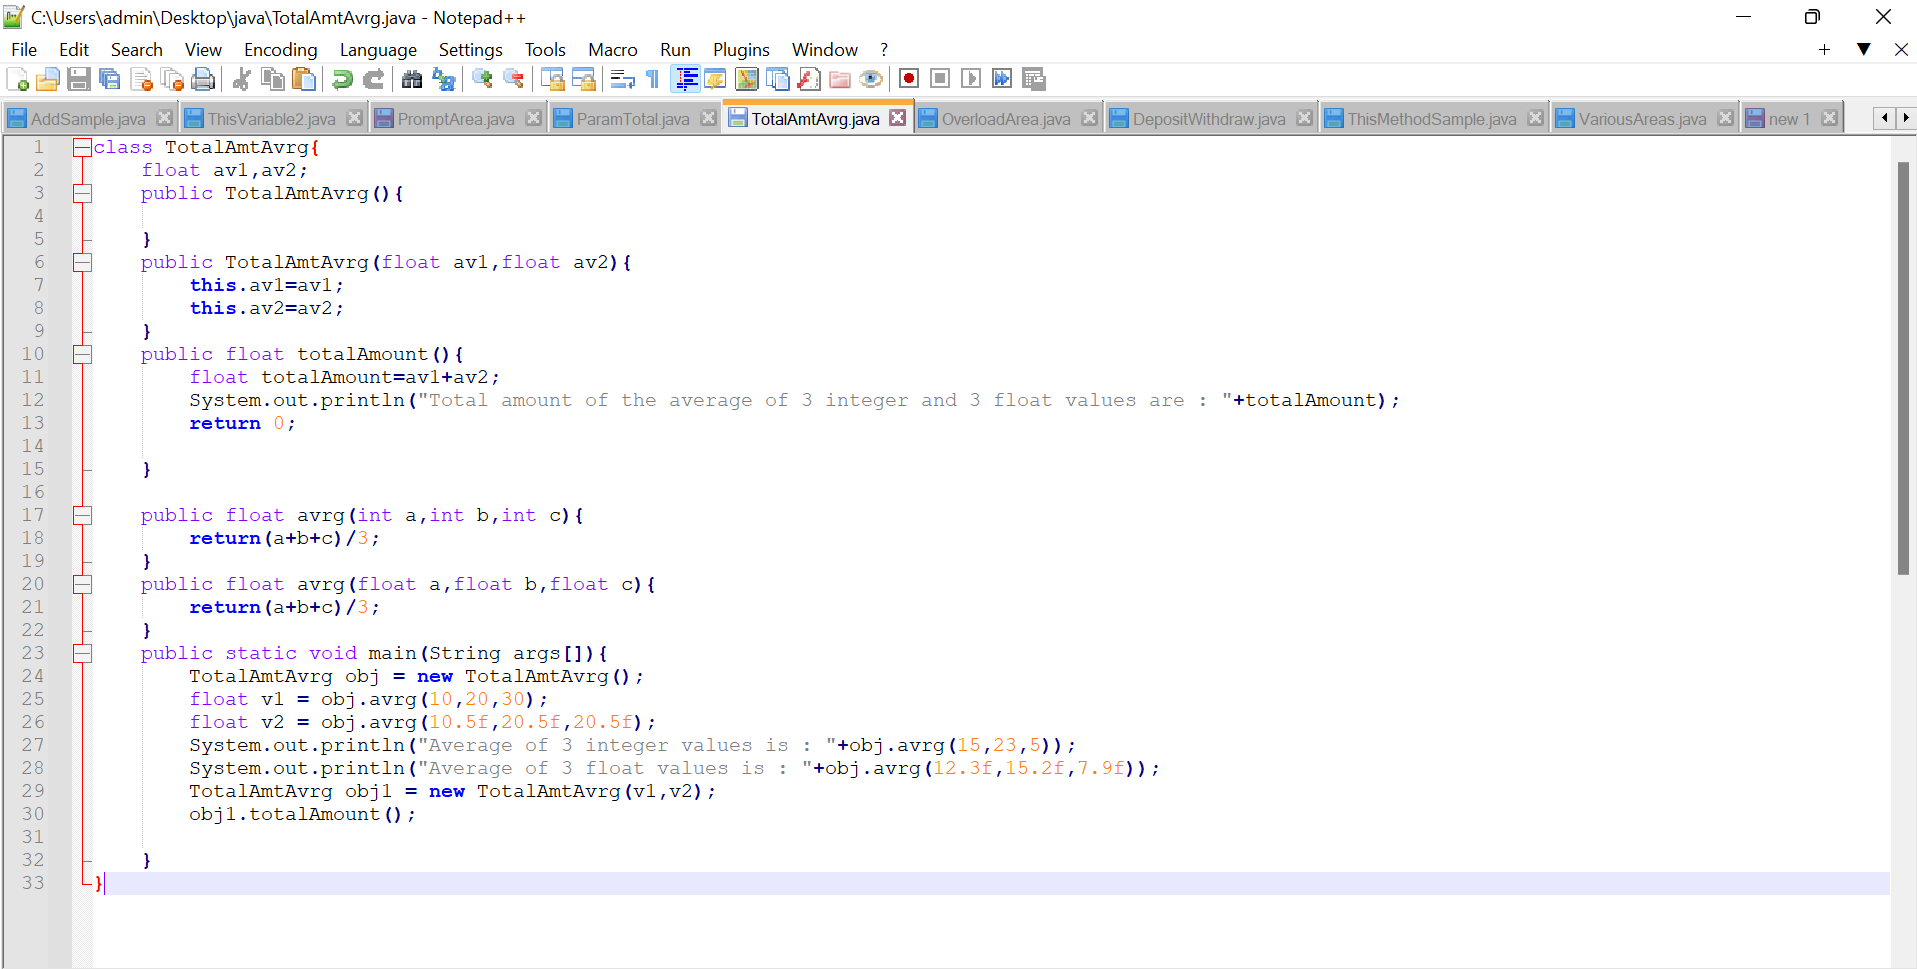 C:\Users\admin\Desktop\java\TotalAmtAvrg.java - Notepad++
File Edit Search View Encoding Language Settings Tools Macro Run Plugins Window ?
AddSample.java ThisVariable2.java PromptArea.java ParamTotal.java TotalAmtAvrg.java OverloadArea.java DepositWithdraw.java ThisMethodSample.java VariousAreas.java new 1
1 class TotalAmtAvrg{
2     float av1,av2;
3     public TotalAmtAvrg(){
4
5     }
6     public TotalAmtAvrg(float av1,float av2){
7         this.av1=av1;
8         this.av2=av2;
9     }
10     public float totalAmount(){
11         float totalAmount=av1+av2;
12         System.out.println("Total amount of the average of 3 integer and 3 float values are : "+totalAmount);
13         return 0;
14
15     }
16
17     public float avrg(int a,int b,int c){
18         return(a+b+c)/3;
19     }
20     public float avrg(float a,float b,float c){
21         return(a+b+c)/3;
22     }
23     public static void main(String args[]){
24         TotalAmtAvrg obj = new TotalAmtAvrg();
25         float v1 = obj.avrg(10,20,30);
26         float v2 = obj.avrg(10.5f,20.5f,20.5f);
27         System.out.println("Average of 3 integer values is : "+obj.avrg(15,23,5));
28         System.out.println("Average of 3 float values is : "+obj.avrg(12.3f,15.2f,7.9f));
29         TotalAmtAvrg obj1 = new TotalAmtAvrg(v1,v2);
30         obj1.totalAmount();
31
32     }
33 }